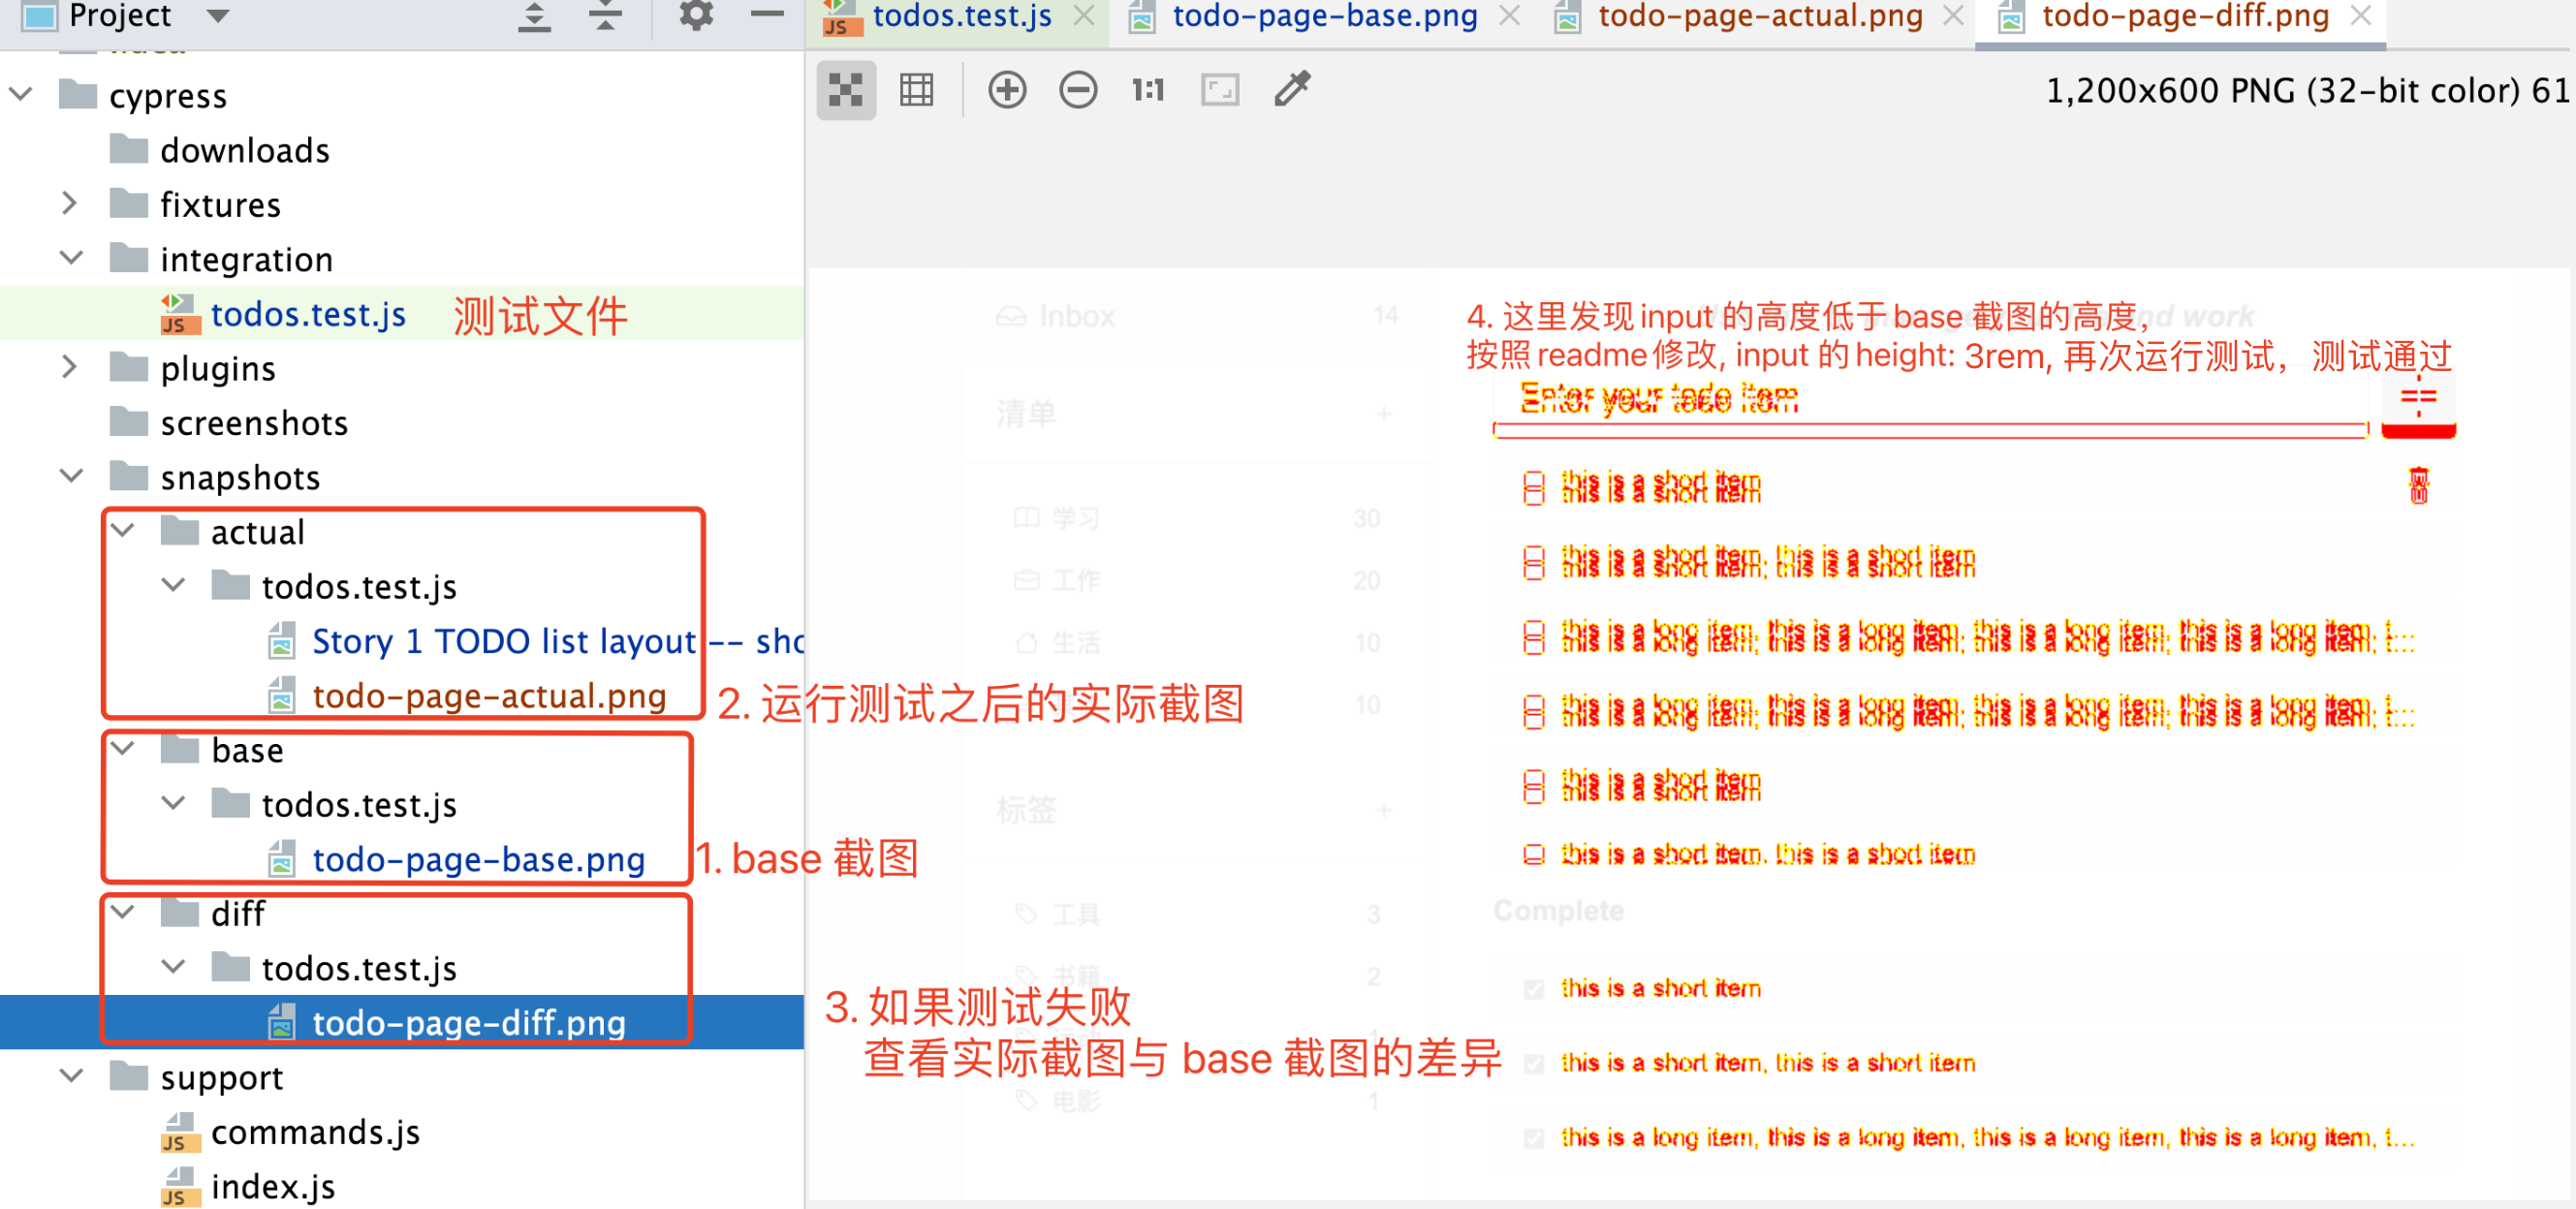 Project
todos.test.js
todo-page-base.png
todo-page-actual.png
todo-page-diff.png
1:1
1,200x600 PNG (32-bit color) 61
cypress
downloads
fixtures
integration
todos.test.js
测试文件
plugins
screenshots
snapshots
actual
todos.test.js
Story 1 TODO list layout -- sho
todo-page-actual.png
2. 运行测试之后的实际截图
base
todos.test.js
todo-page-base.png
1. base 截图
diff
todos.test.js
todo-page-diff.png
3. 如果测试失败
查看实际截图与 base 截图的差异
support
commands.js
index.js
Inbox
14
清单
+
学习
30
工作
20
生活
10
10
标签
+
工具
3
书籍
2
运动
1
电影
1
4. 这里发现 input 的高度低于 base 截图的高度，
按照 readme 修改, input 的 height: 3rem, 再次运行测试，测试通过
and work
Enter your todo item
this is a short item
this is a short item, this is a short item
this is a long item, this is a long item, this is a long item, this is a long item, t...
this is a long item, this is a long item, this is a long item, this is a long item, t...
this is a short item
this is a short item, this is a short item
Complete
this is a short item
this is a short item, this is a short item
this is a long item, this is a long item, this is a long item, this is a long item, t...